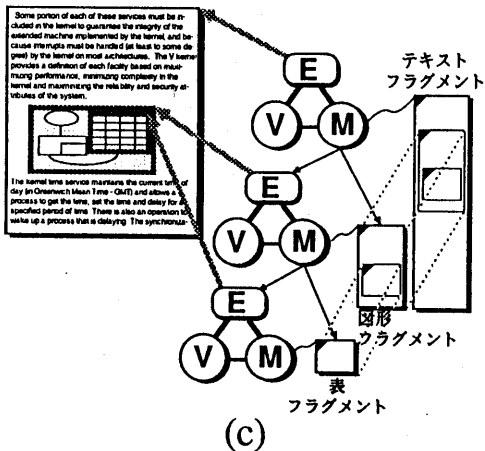 Some portion of each of these services must be in-
cluded in the kernel to guarantee the integrity of the
extended machine implemented by the kernel, and be-
cause interrupts must be handled (at least to some de-
gree) by the kernel on most architectures. The V kerne
provides a definition of each facility based on maxi-
mizing performance, minimizing complexity in the
kernel and maximizing the reliability and security at-
tributes of the system.
The kernel time service maintains the current time of
day (in Greenwich Mean Time - GMT) and allows a
process to get the time, set the time and delay for a
specified period of time. There is also an operation to
wake up a process that is delaying. The
E
V
M
テキスト
フラグメント
E
V
M
図形
ウラグメント
E
V
M
表
フラグメント
(c)